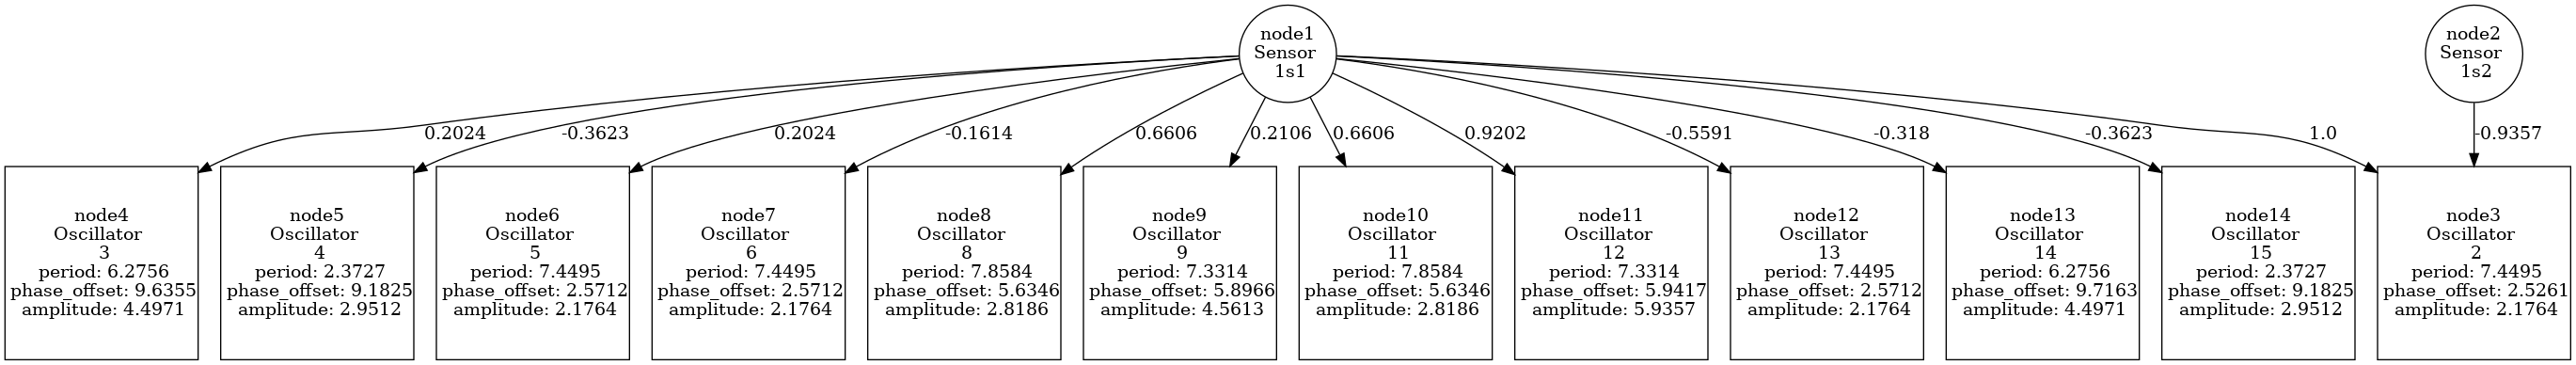 node1
Sensor
1s1
node2
Sensor
1s2
0.2024
-0.3623
0.2024
-0.1614
0.6606
0.2106
0.6606
0.9202
-0.5591
-0.318
-0.3623
1.0
-0.9357
node4
Oscillator
3
period: 6.2756
phase_offset: 9.6355
amplitude: 4.4971
node5
Oscillator
4
period: 2.3727
phase_offset: 9.1825
amplitude: 2.9512
node6
Oscillator
5
period: 7.4495
phase_offset: 2.5712
amplitude: 2.1764
node7
Oscillator
6
period: 7.4495
phase_offset: 2.5712
amplitude: 2.1764
node8
Oscillator
8
period: 7.8584
phase_offset: 5.6346
amplitude: 2.8186
node9
Oscillator
9
period: 7.3314
phase_offset: 5.8966
amplitude: 4.5613
node10
Oscillator
11
period: 7.8584
phase_offset: 5.6346
amplitude: 2.8186
node11
Oscillator
12
period: 7.3314
phase_offset: 5.9417
amplitude: 5.9357
node12
Oscillator
13
period: 7.4495
phase_offset: 2.5712
amplitude: 2.1764
node13
Oscillator
14
period: 6.2756
phase_offset: 9.7163
amplitude: 4.4971
node14
Oscillator
15
period: 2.3727
phase_offset: 9.1825
amplitude: 2.9512
node3
Oscillator
2
period: 7.4495
phase_offset: 2.5261
amplitude: 2.1764